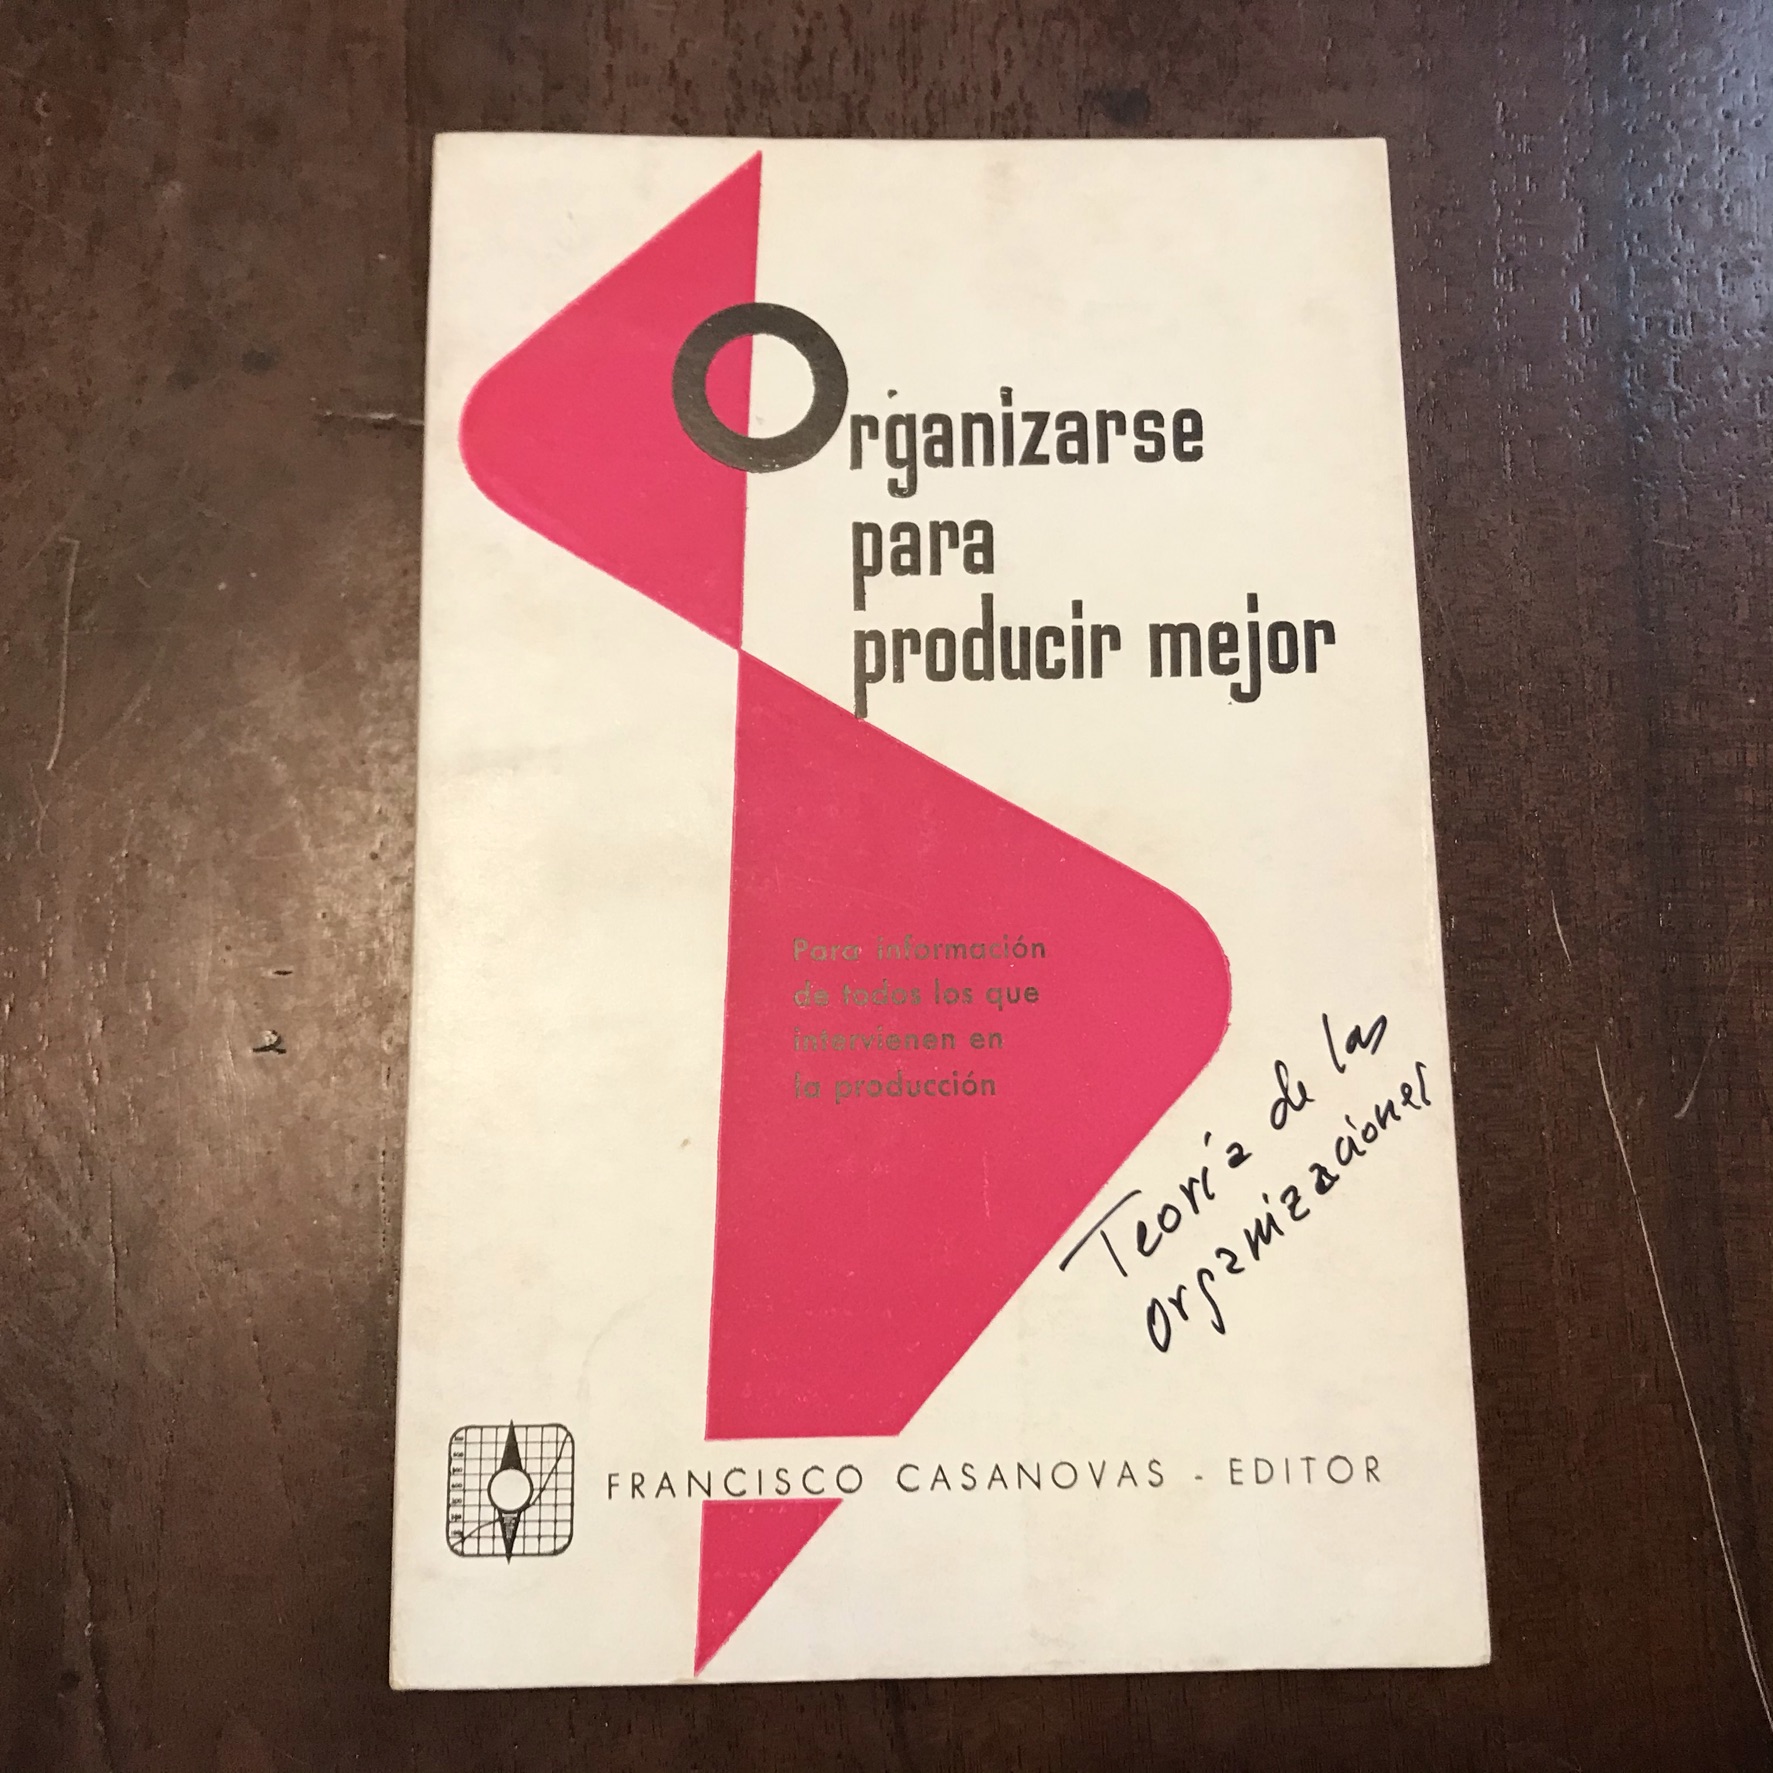 Organizarse
para
producir mejor
Para información
de todos los que
intervienen en
la producción
Teoría de las
organizaciones
FRANCISCO CASANOVAS - EDITOR